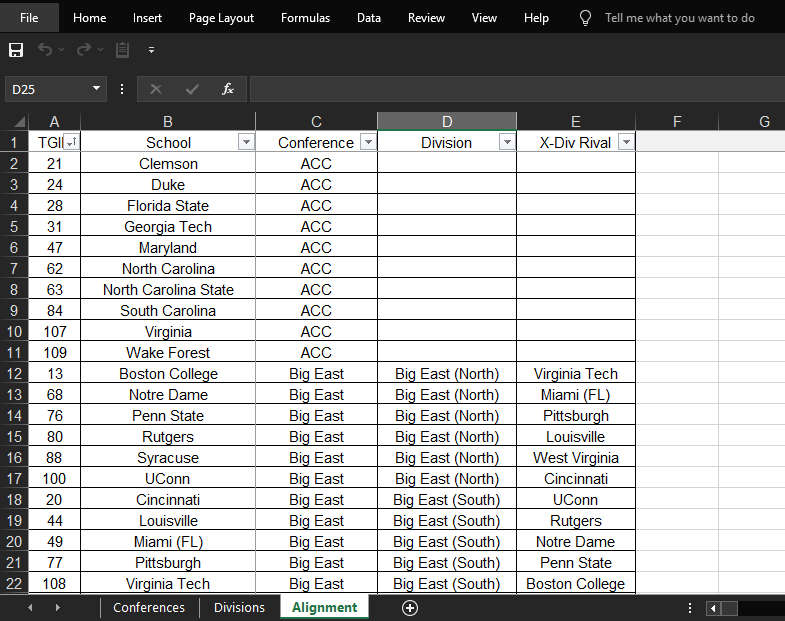 File Home Insert Page Layout Formulas Data Review View Help Tell me what you want to do
D25 fx
A B C D E F G
1 School Conference Division X-Div Rival
2 21 Clemson ACC
3 24 Duke ACC
4 28 Florida State ACC
5 31 Georgia Tech ACC
6 47 Maryland ACC
7 62 North Carolina ACC
8 63 North Carolina State ACC
9 84 South Carolina ACC
10 107 Virginia ACC
11 109 Wake Forest ACC
12 13 Boston College Big East Big East (North) Virginia Tech
13 68 Notre Dame Big East Big East (North) Miami (FL)
14 76 Penn State Big East Big East (North) Pittsburgh
15 80 Rutgers Big East Big East (North) Louisville
16 88 Syracuse Big East Big East (North) West Virginia
17 100 UConn Big East Big East (North) Cincinnati
18 20 Cincinnati Big East Big East (South) UConn
19 44 Louisville Big East Big East (South) Rutgers
20 49 Miami (FL) Big East Big East (South) Notre Dame
21 77 Pittsburgh Big East Big East (South) Penn State
22 108 Virginia Tech Big East Big East (South) Boston College
Conferences Divisions Alignment